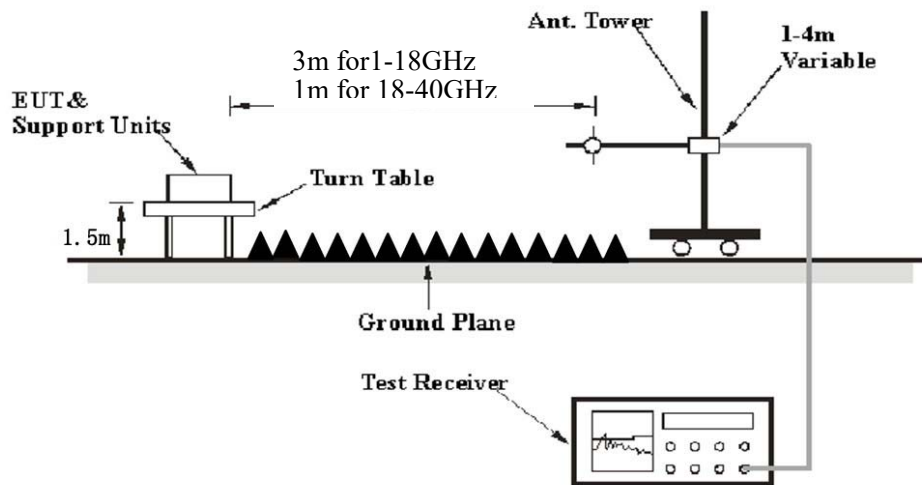 Ant. Tower
1-4m
Variable
3m for1-18GHz
1m for 18-40GHz
EUT&
Support Units
Turn Table
1.5m
Ground Plane
Test Receiver